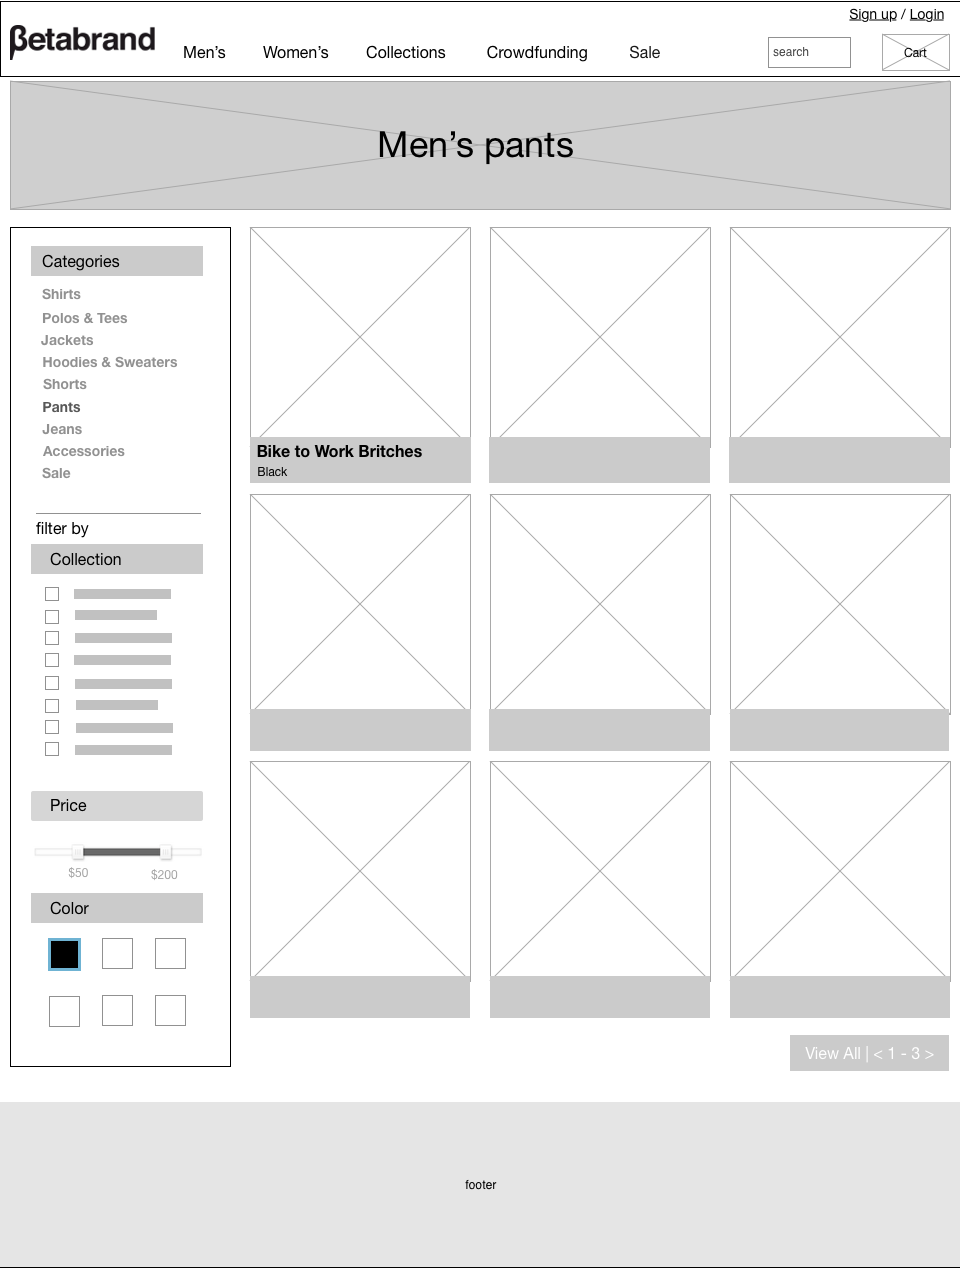 Sign up / Login
βetabrand
Men’s Women’s Collections Crowdfunding Sale search Cart
Men’s pants
Categories
Shirts
Polos & Tees
Jackets
Hoodies & Sweaters
Shorts
Pants
Jeans
Accessories
Sale
filter by
Collection
Price
$50 $200
Color
Bike to Work Britches
Black
View All | < 1 - 3 >
footer